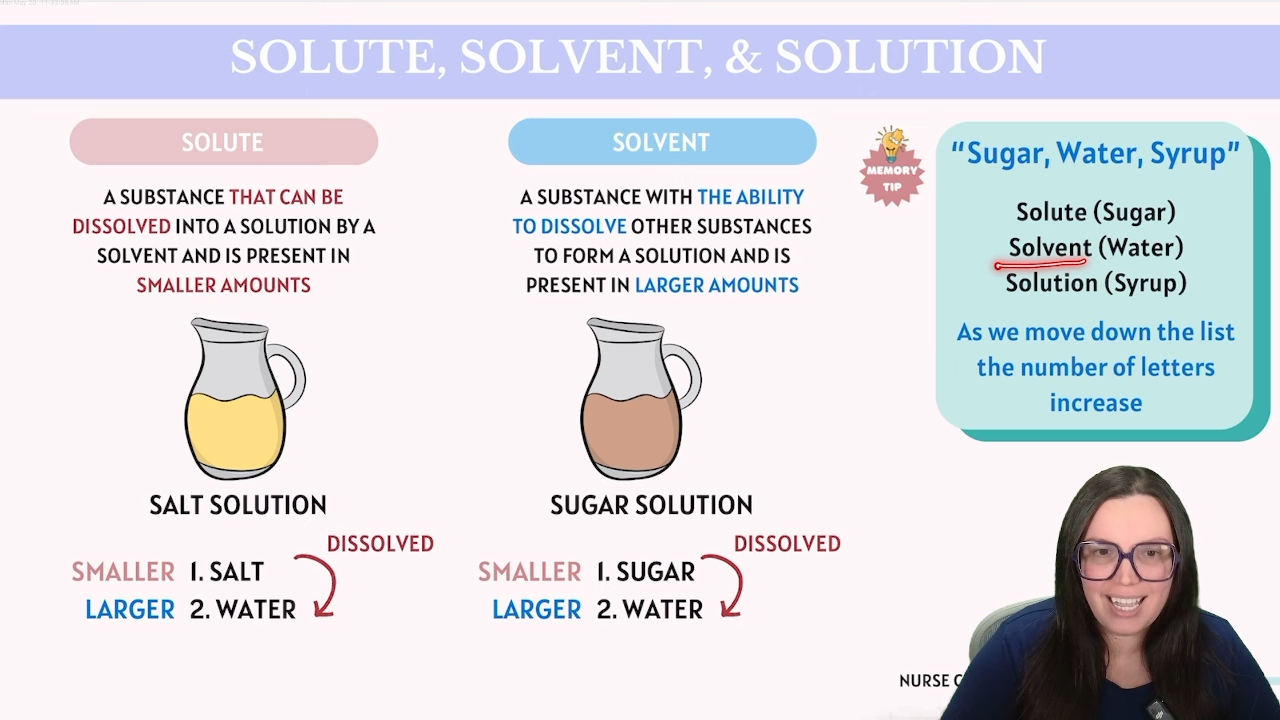 SOLUTE, SOLVENT, & SOLUTION
SOLUTE
A SUBSTANCE THAT CAN BE
DISSOLVED INTO A SOLUTION BY A
SOLVENT AND IS PRESENT IN
SMALLER AMOUNTS
SALT SOLUTION
DISSOLVED
SMALLER 1. SALT
LARGER 2. WATER
SOLVENT
A SUBSTANCE WITH THE ABILITY
TO DISSOLVE OTHER SUBSTANCES
TO FORM A SOLUTION AND IS
PRESENT IN LARGER AMOUNTS
SUGAR SOLUTION
DISSOLVED
SMALLER 1. SUGAR
LARGER 2. WATER
MEMORY
TIP
“Sugar, Water, Syrup”
Solute (Sugar)
Solvent (Water)
Solution (Syrup)
As we move down the list
the number of letters
increase
NURSE